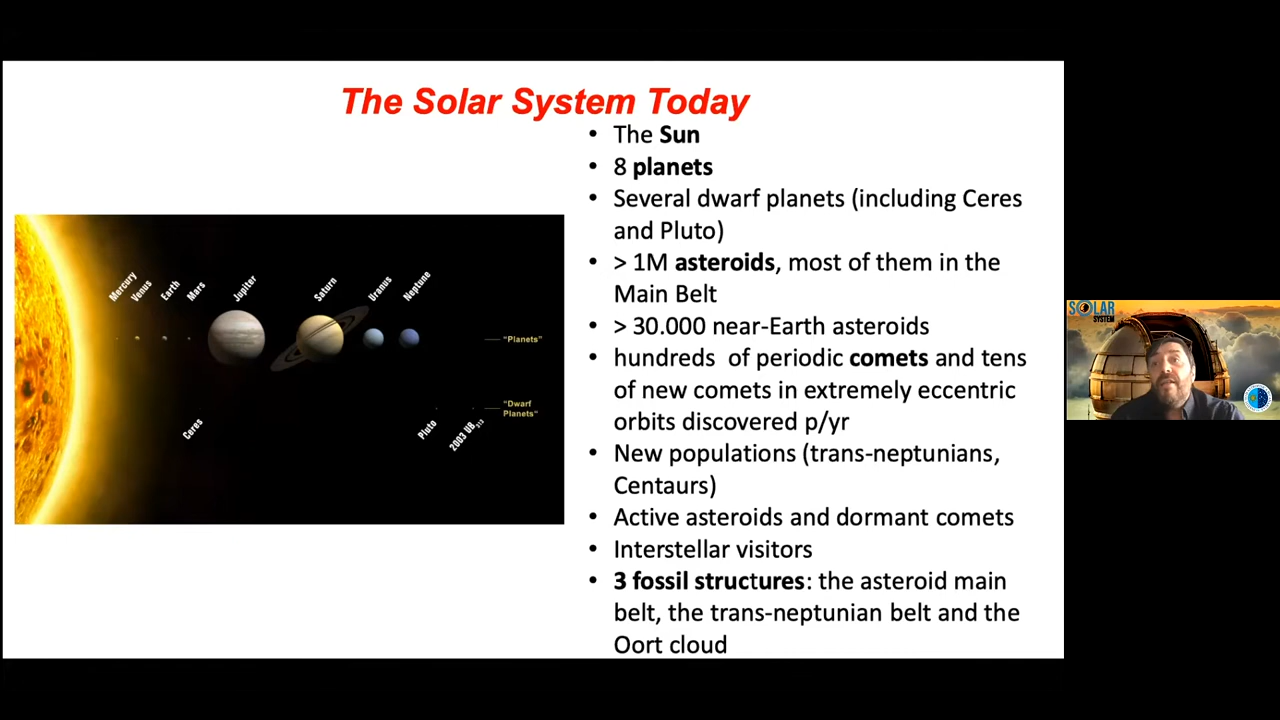 The Solar System Today
• The Sun
• 8 planets
• Several dwarf planets (including Ceres
and Pluto)
• > 1M asteroids, most of them in the
Main Belt
• > 30.000 near-Earth asteroids
• hundreds of periodic comets and tens
of new comets in extremely eccentric
orbits discovered p/yr
• New populations (trans-neptunians,
Centaurs)
• Active asteroids and dormant comets
• Interstellar visitors
• 3 fossil structures: the asteroid main
belt, the trans-neptunian belt and the
Oort cloud
Mercury
Venus
Earth
Mars
Jupiter
Saturn
Uranus
Neptune
"Planets"
"Dwarf
Planets"
Ceres
Pluto
2003 UB313
SOLAR
SYSTEM